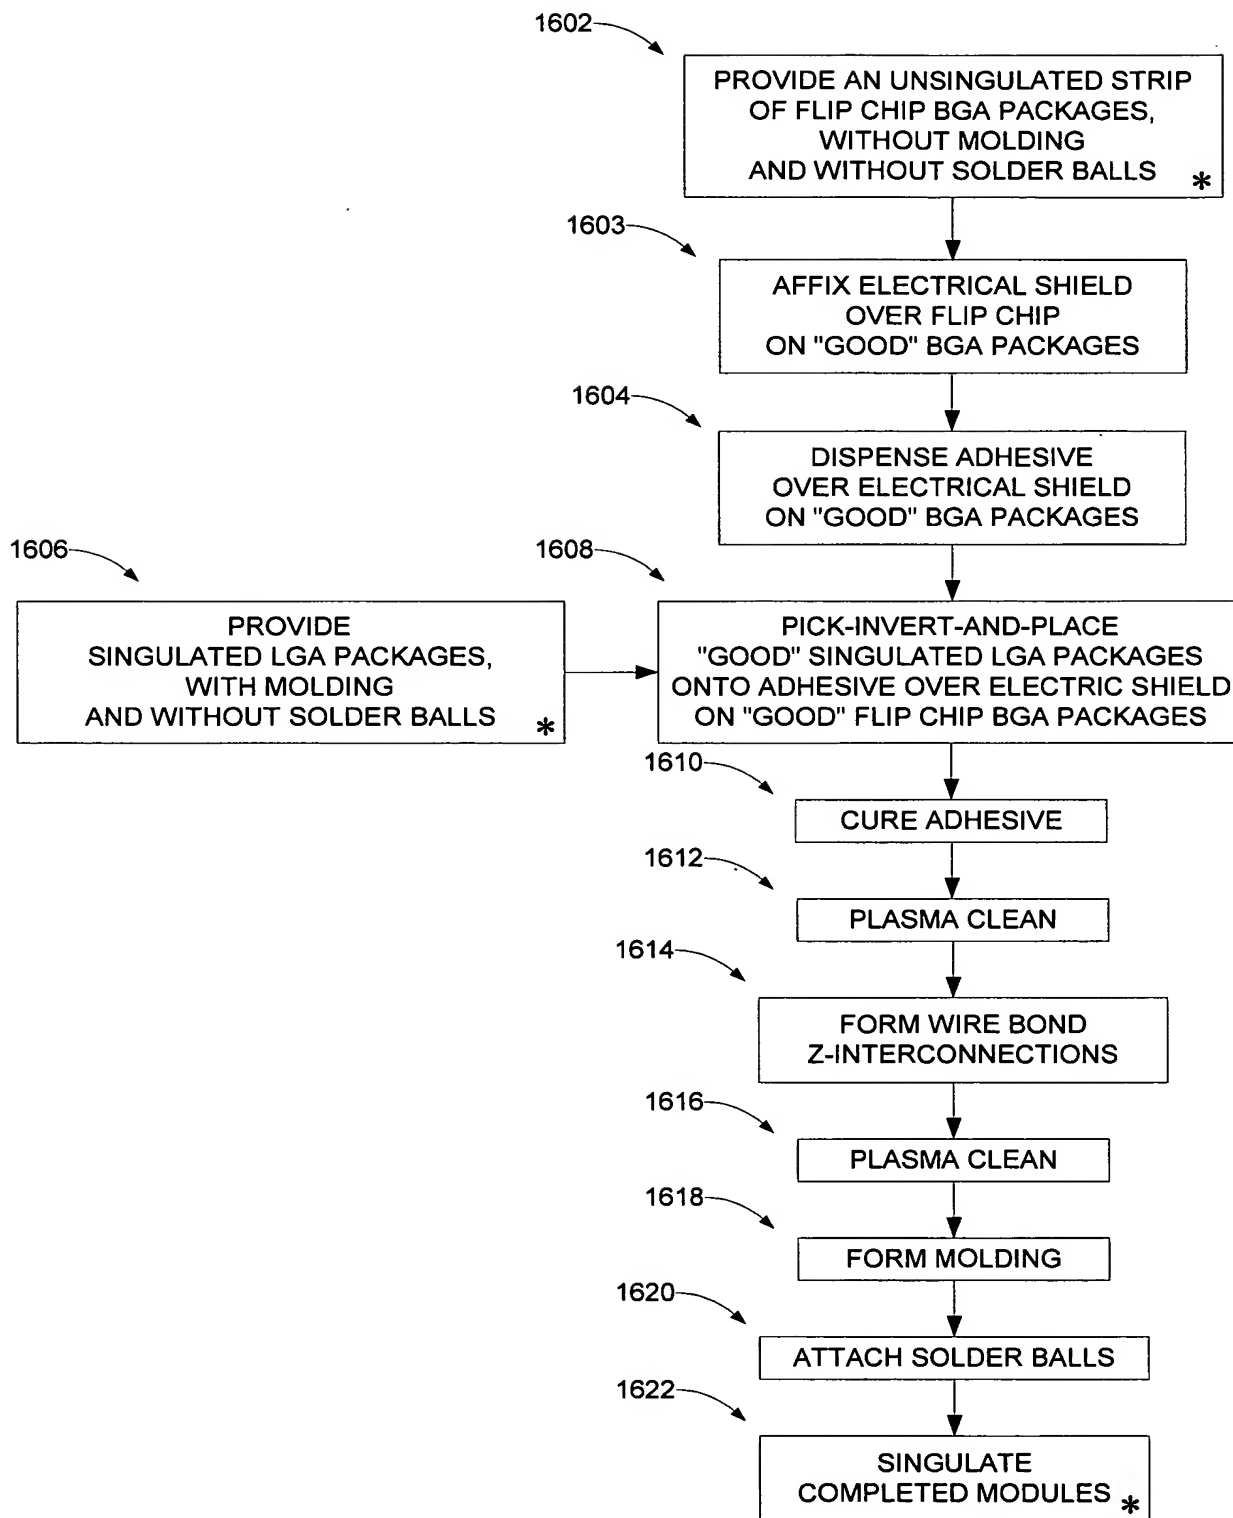 1602
PROVIDE AN UNSINGULATED STRIP
OF FLIP CHIP BGA PACKAGES,
WITHOUT MOLDING
AND WITHOUT SOLDER BALLS *
1603
AFFIX ELECTRICAL SHIELD
OVER FLIP CHIP
ON "GOOD" BGA PACKAGES
1604
DISPENSE ADHESIVE
OVER ELECTRICAL SHIELD
ON "GOOD" BGA PACKAGES
1606
PROVIDE
SINGULATED LGA PACKAGES,
WITH MOLDING
AND WITHOUT SOLDER BALLS *
1608
PICK-INVERT-AND-PLACE
"GOOD" SINGULATED LGA PACKAGES
ONTO ADHESIVE OVER ELECTRIC SHIELD
ON "GOOD" FLIP CHIP BGA PACKAGES
1610
CURE ADHESIVE
1612
PLASMA CLEAN
1614
FORM WIRE BOND
Z-INTERCONNECTIONS
1616
PLASMA CLEAN
1618
FORM MOLDING
1620
ATTACH SOLDER BALLS
1622
SINGULATE
COMPLETED MODULES *